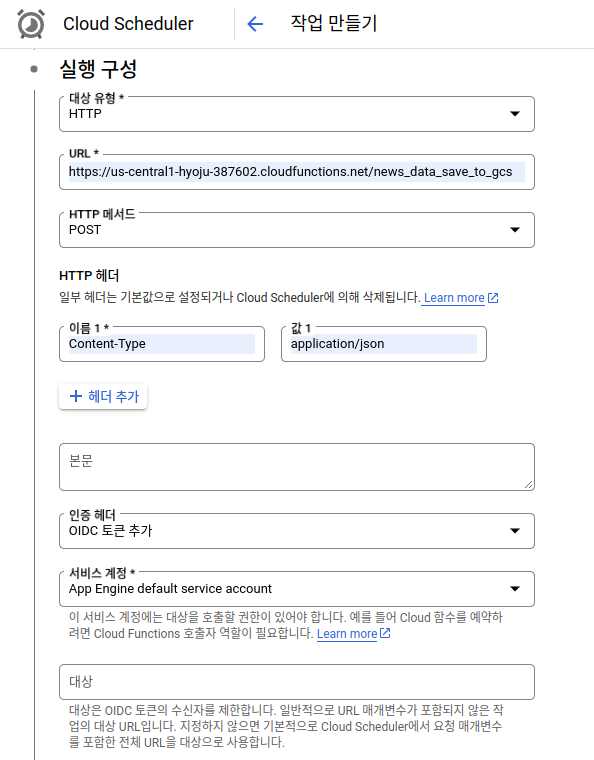 Cloud Scheduler
작업 만들기
실행 구성
대상 유형 *
HTTP
URL *
https://us-central1-hyoju-387602.cloudfunctions.net/news_data_save_to_gcs
HTTP 메서드
POST
HTTP 헤더
일부 헤더는 기본값으로 설정되거나 Cloud Scheduler에 의해 삭제됩니다. Learn more
이름 1 *
Content-Type
값 1
application/json
+ 헤더 추가
본문
인증 헤더
OIDC 토큰 추가
서비스 계정 *
App Engine default service account
이 서비스 계정에는 대상을 호출할 권한이 있어야 합니다. 예를 들어 Cloud 함수를 예약하
려면 Cloud Functions 호출자 역할이 필요합니다. Learn more
대상
대상은 OIDC 토큰의 수신자를 제한합니다. 일반적으로 URL 매개변수가 포함되지 않은 작
업의 대상 URL입니다. 지정하지 않으면 기본적으로 Cloud Scheduler에서 요청 매개변수
를 포함한 전체 URL을 대상으로 사용합니다.